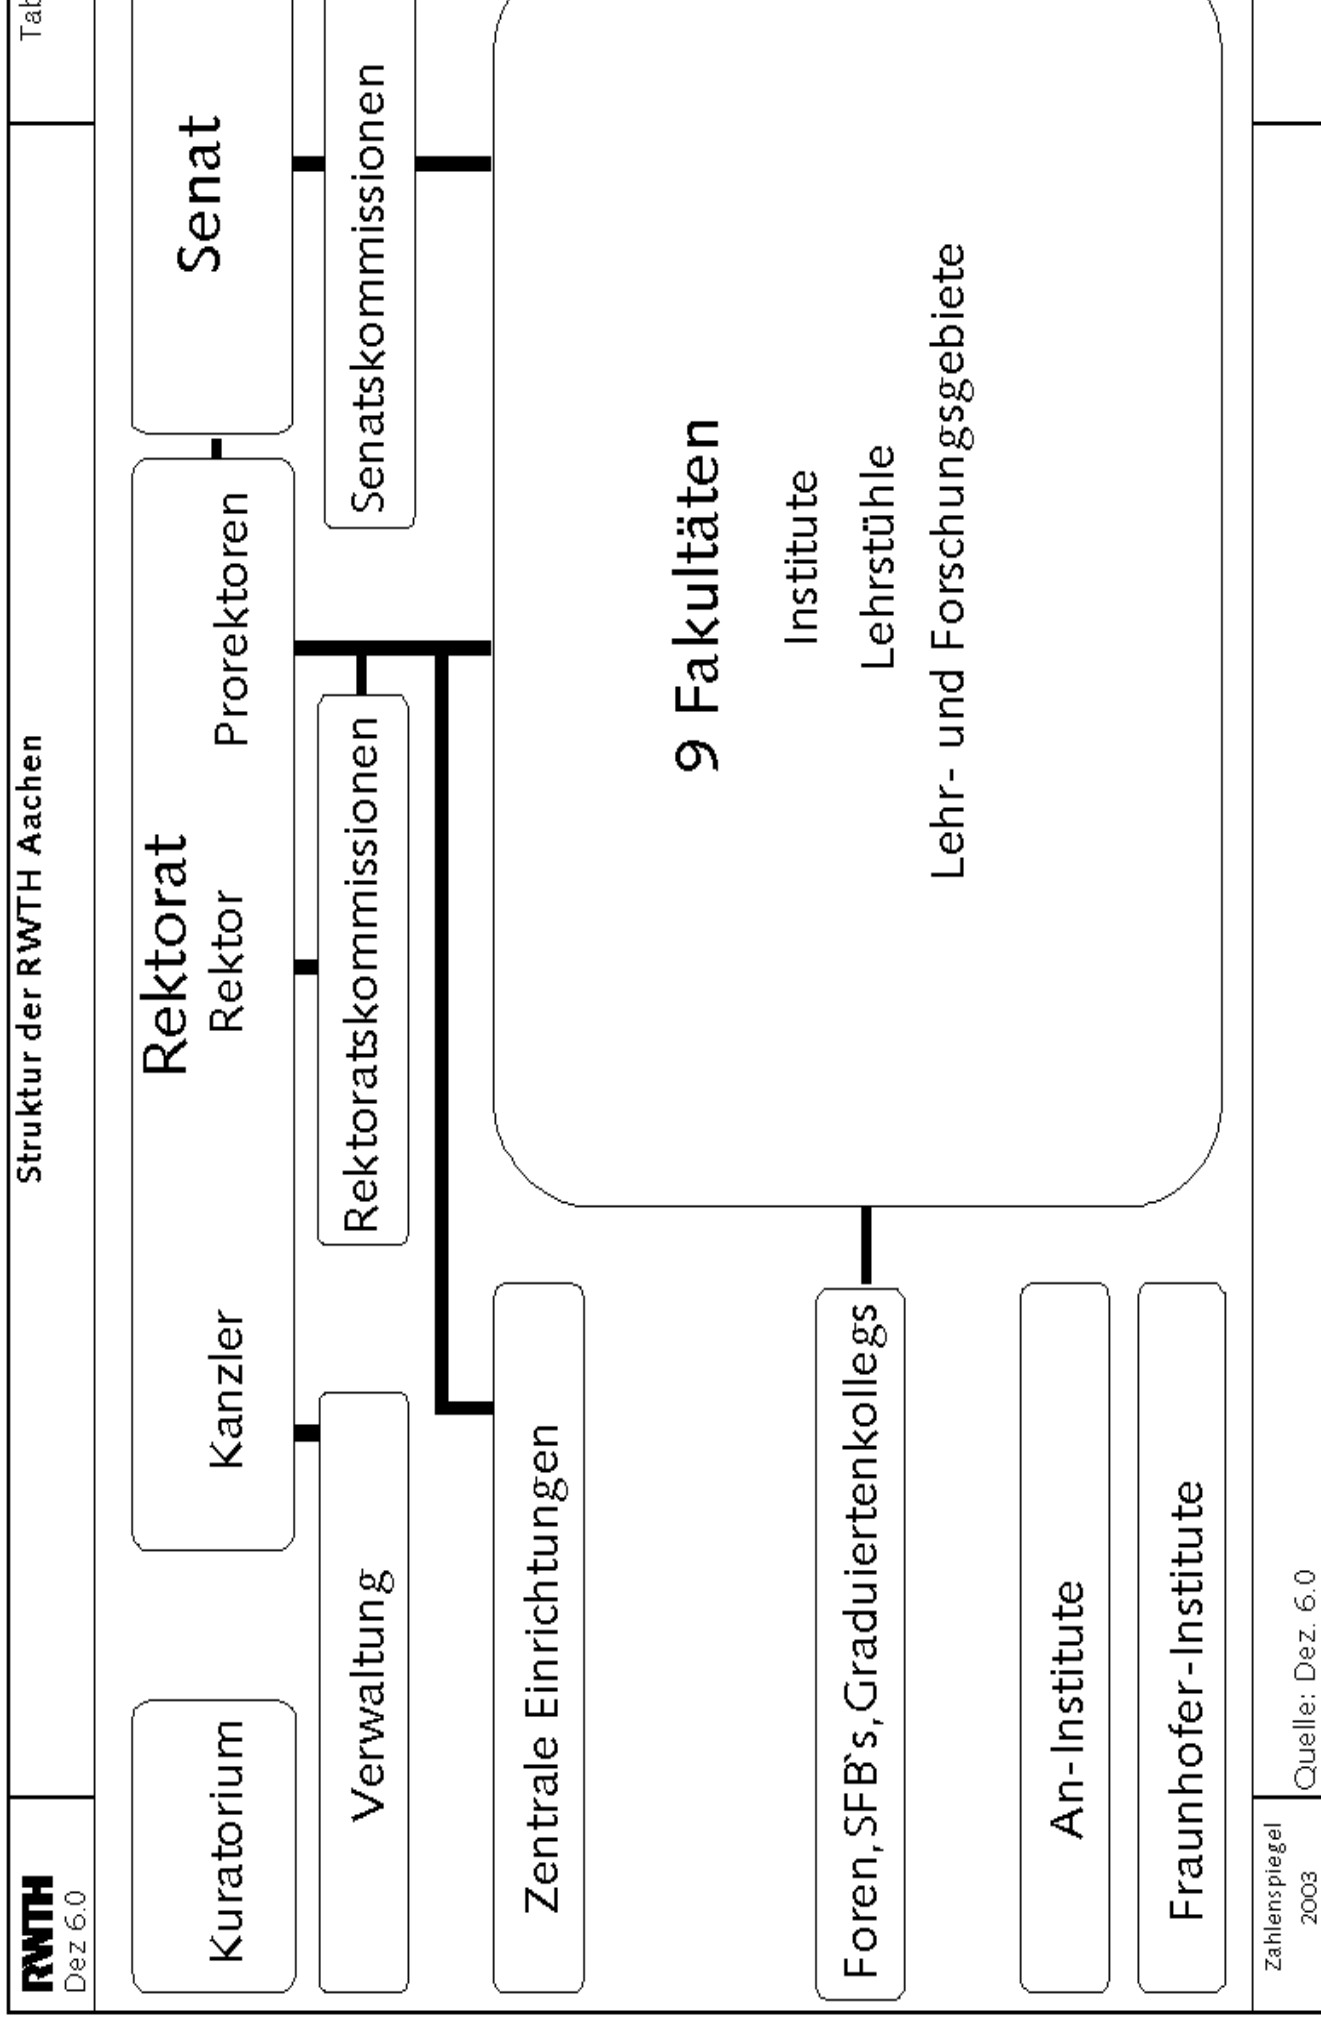 RWTH
Dez 6.0
Struktur der RWTH Aachen
Kuratorium
Rektorat
Kanzler
Rektor
Prorektoren
Senat
Verwaltung
Rektoratskommissionen
Senatskommissionen
Zentrale Einrichtungen
9 Fakultäten
Institute
Lehrstühle
Lehr- und Forschungsgebiete
Foren,SFB`s,Graduiertenkollegs
An-Institute
Fraunhofer-Institute
Zahlenspiegel
2003
Quelle: Dez. 6.0